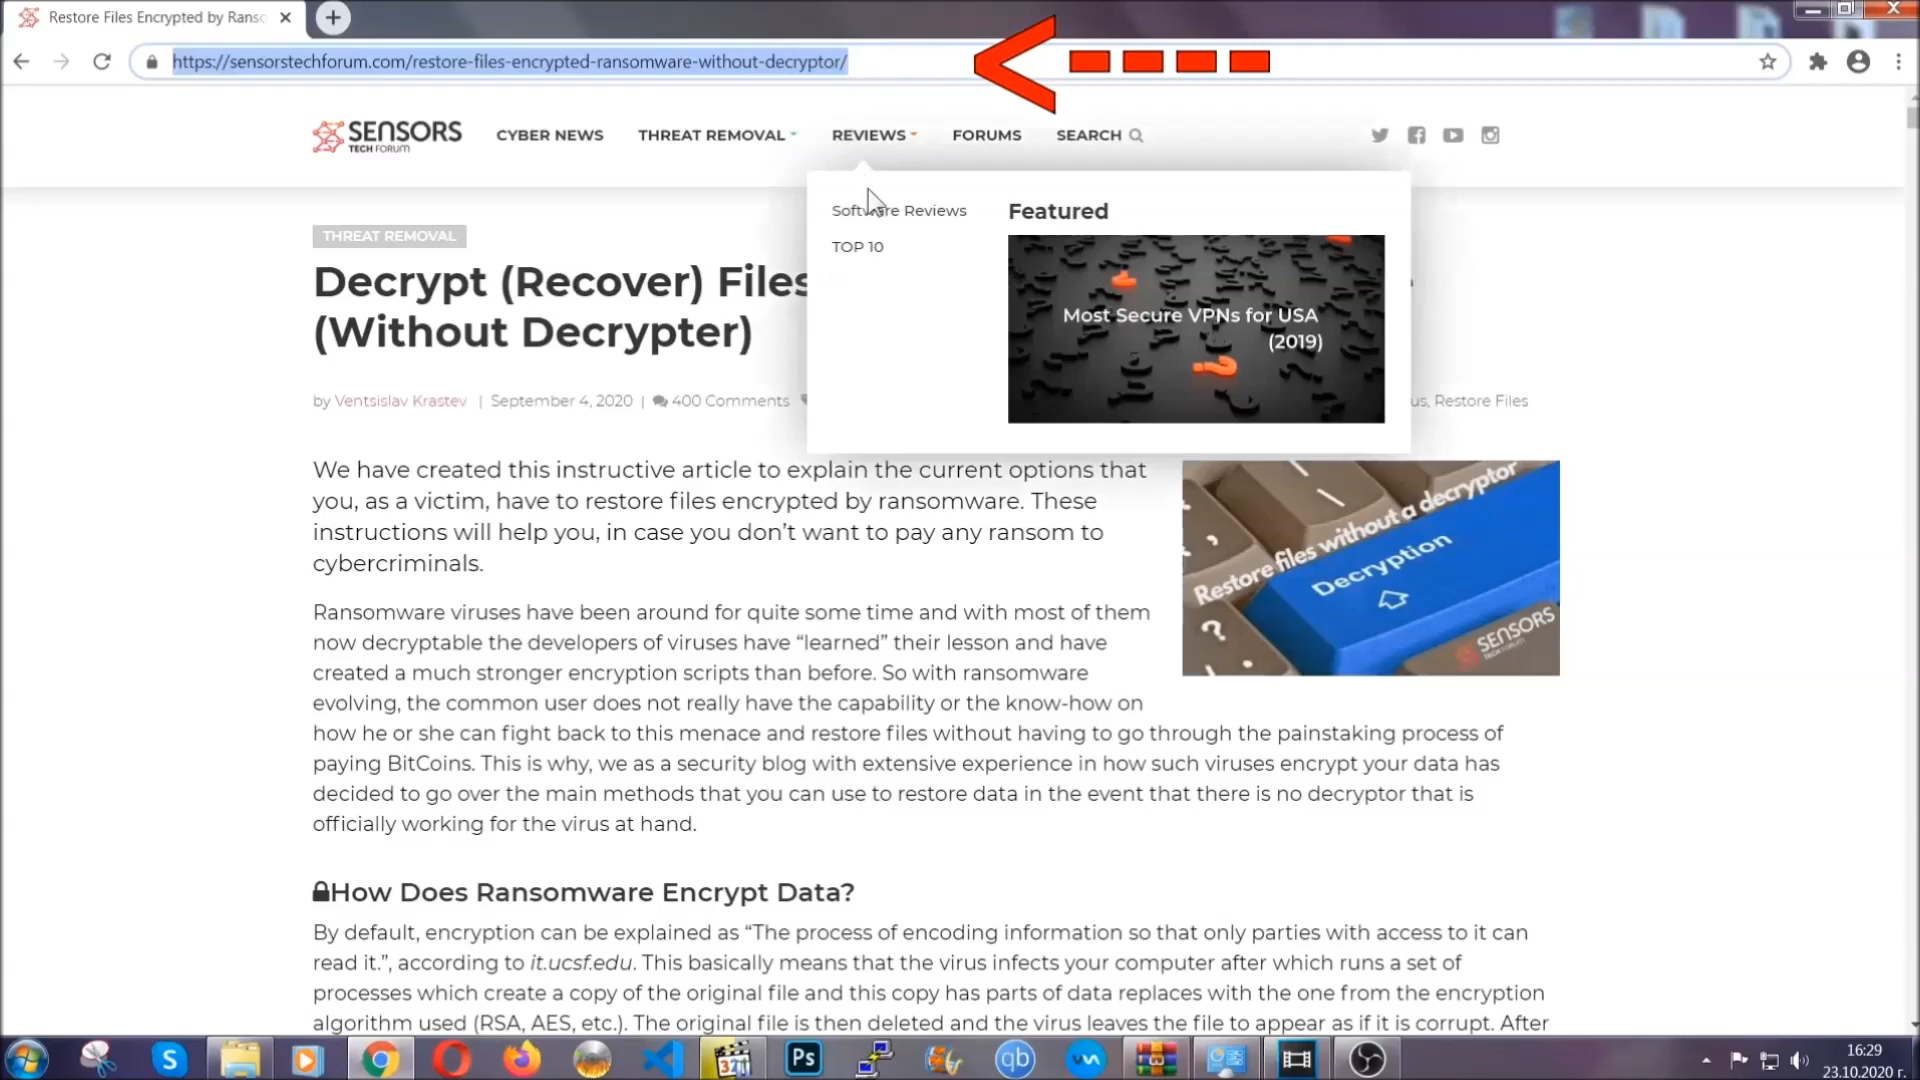 Restore Files Encrypted by Ranso
https://sensorstechforum.com/restore-files-encrypted-ransomware-without-decryptor/
SENSORS
TECH FORUM
CYBER NEWS
THREAT REMOVAL
REVIEWS
FORUMS
SEARCH
Software Reviews
TOP 10
Featured
Most Secure VPNs for USA
(2019)
THREAT REMOVAL
Decrypt (Recover) Files
(Without Decrypter)
by Ventsislav Krastev | September 4, 2020 | 400 Comments
us, Restore Files
We have created this instructive article to explain the current options that
you, as a victim, have to restore files encrypted by ransomware. These
instructions will help you, in case you don’t want to pay any ransom to
cybercriminals.
Restore files without a decryptor
Decryption
SENSORS
Ransomware viruses have been around for quite some time and with most of them
now decryptable the developers of viruses have “learned” their lesson and have
created a much stronger encryption scripts than before. So with ransomware
evolving, the common user does not really have the capability or the know-how on
how he or she can fight back to this menace and restore files without having to go through the painstaking process of
paying BitCoins. This is why, we as a security blog with extensive experience in how such viruses encrypt your data has
decided to go over the main methods that you can use to restore data in the event that there is no decryptor that is
officially working for the virus at hand.
How Does Ransomware Encrypt Data?
By default, encryption can be explained as “The process of encoding information so that only parties with access to it can
read it.”, according to it.ucsf.edu. This basically means that the virus infects your computer after which runs a set of
processes which create a copy of the original file and this copy has parts of data replaces with the one from the encryption
algorithm used (RSA, AES, etc.). The original file is then deleted and the virus leaves the file to appear as if it is corrupt. After
321
Ps
qb
16:29
23.10.2020 г.